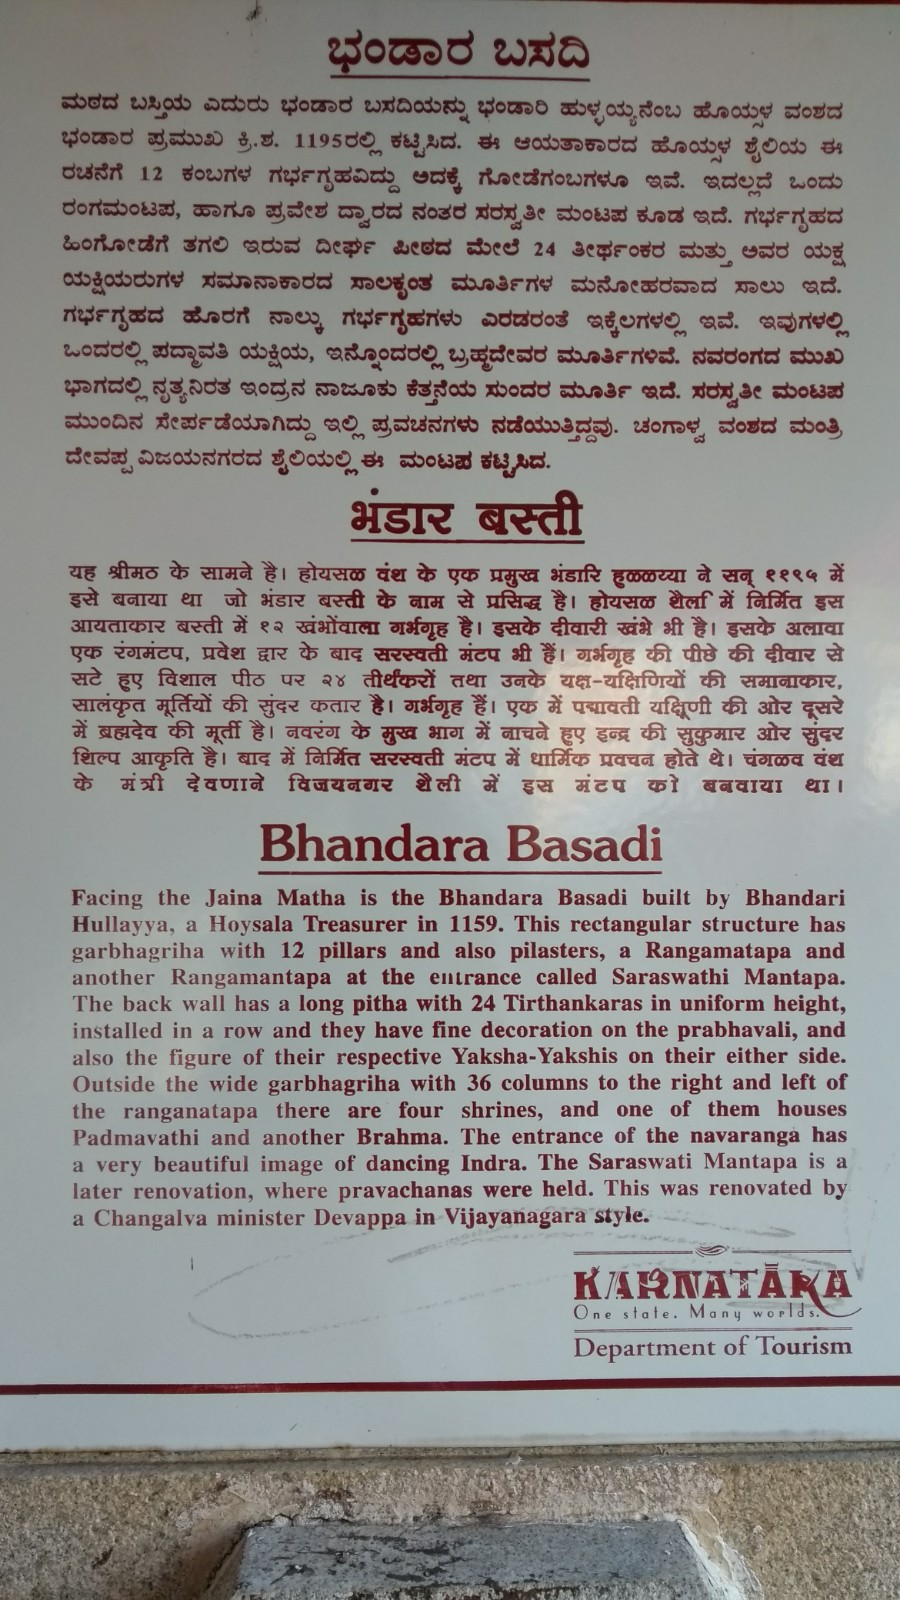 ಭಂಡಾರ ಬಸದಿ
ಮಠದ ಬಸ್ತಿಯ ಎದುರು ಭಂಡಾರ ಬಸದಿಯನ್ನು ಭಂಡಾರಿ ಹುಳ್ಳಯ್ಯನೆಂಬ ಹೊಯ್ಸಳ ವಂಶದ
ಭಂಡಾರ ಪ್ರಮುಖ ಕ್ರಿ.ಶ. 1195ರಲ್ಲಿ ಕಟ್ಟಿಸಿದ. ಈ ಆಯತಾಕಾರದ ಹೊಯ್ಸಳ ಶೈಲಿಯ ಈ
ರಚನೆಗೆ 12 ಕಂಬಗಳ ಗರ್ಭಗೃಹವಿದ್ದು ಅದಕ್ಕೆ ಗೋಡೆಗಂಬಗಳೂ ಇವೆ. ಇದಲ್ಲದೆ ಒಂದು
ರಂಗಮಂಟಪ, ಹಾಗೂ ಪ್ರವೇಶ ದ್ವಾರದ ನಂತರ ಸರಸ್ವತೀ ಮಂಟಪ ಕೂಡ ಇದೆ. ಗರ್ಭಗೃಹದ
ಹಿಂಗೋಡೆಗೆ ತಗಲಿ ಇರುವ ದೀರ್ಘ ಪೀಠದ ಮೇಲೆ 24 ತೀರ್ಥಂಕರ ಮತ್ತು ಅವರ ಯಕ್ಷ
ಯಕ್ಷಿಯರುಗಳ ಸಮಾನಾಕಾರದ ಸಾಲಕೃಂತ ಮೂರ್ತಿಗಳ ಮನೋಹರವಾದ ಸಾಲು ಇದೆ.
ಗರ್ಭಗೃಹದ ಹೊರಗೆ ನಾಲ್ಕು ಗರ್ಭಗೃಹಗಳು ಎರಡರಂತೆ ಇಕ್ಕೆಲಗಳಲ್ಲಿ ಇವೆ. ಇವುಗಳಲ್ಲಿ
ಒಂದರಲ್ಲಿ ಪದ್ಮಾವತಿ ಯಕ್ಷಿಯ, ಇನ್ನೊಂದರಲ್ಲಿ ಬ್ರಹ್ಮದೇವರ ಮೂರ್ತಿಗಳಿವೆ. ನವರಂಗದ ಮುಖ
ಭಾಗದಲ್ಲಿ ನೃತ್ಯನಿರತ ಇಂದ್ರನ ನಾಜೂಕು ಕೆತ್ತನೆಯ ಸುಂದರ ಮೂರ್ತಿ ಇದೆ. ಸರಸ್ವತೀ ಮಂಟಪ
ಮುಂದಿನ ಸೇರ್ಪಡೆಯಾಗಿದ್ದು ಇಲ್ಲಿ ಪ್ರವಚನಗಳು ನಡೆಯುತ್ತಿದ್ದವು. ಚಂಗಾಳ್ವ ವಂಶದ ಮಂತ್ರಿ
ದೇವಪ್ಪ ವಿಜಯನಗರದ ಶೈಲಿಯಲ್ಲಿ ಈ ಮಂಟಪ ಕಟ್ಟಿಸಿದ.
भंडार बस्ती
यह श्रीमठ के सामने है। होयसळ वंश के एक प्रमुख भंडारि हुळळय्या ने सन् ११९५ में
इसे बनाया था जो भंडार बस्ती के नाम से प्रसिद्ध है। होयसळ शैली में निर्मित इस
आयताकार बस्ती में १२ खंभोंवाला गर्भगृह है। इसके दीवारी खंभे भी है। इसके अलावा
एक रंगमंटप, प्रवेश द्वार के बाद सरस्वती मंटप भी हैं। गर्भगृह की पीछे की दीवार से
सटे हुए विशाल पीठ पर २४ तीर्थंकरों तथा उनके यक्ष-यक्षिणियों की समानाकार,
सालंकृत मूर्तियों की सुंदर कतार है। गर्भगृह हैं। एक में पद्मावती यक्षिूणी की ओर दूसरे
में ब्रह्मदेव की मूर्ती है। नवरंग के मुख भाग में नाचने हुए इन्द्र की सुकुमार ओर सुंदर
शिल्प आकृति है। बाद में निर्मित सरस्वती मंटप में धार्मिक प्रवचन होते थे। चंगळव वंश
के मंत्री देवणाने विजयनगर शैली में इस मंटप को बनवाया था।
Bhandara Basadi
Facing the Jaina Matha is the Bhandara Basadi built by Bhandari
Hullayya, a Hoysala Treasurer in 1159. This rectangular structure has
garbhagriha with 12 pillars and also pilasters, a Rangamatapa and
another Rangamantapa at the entrance called Saraswathi Mantapa.
The back wall has a long pitha with 24 Tirthankaras in uniform height,
installed in a row and they have fine decoration on the prabhavali, and
also the figure of their respective Yaksha-Yakshis on their either side.
Outside the wide garbhagriha with 36 columns to the right and left of
the ranganatapa there are four shrines, and one of them houses
Padmavathi and another Brahma. The entrance of the navaranga has
a very beautiful image of dancing Indra. The Saraswati Mantapa is a
later renovation, where pravachanas were held. This was renovated by
a Changalva minister Devappa in Vijayanagara style.
KARNATĀKA
One state. Many worlds.
Department of Tourism